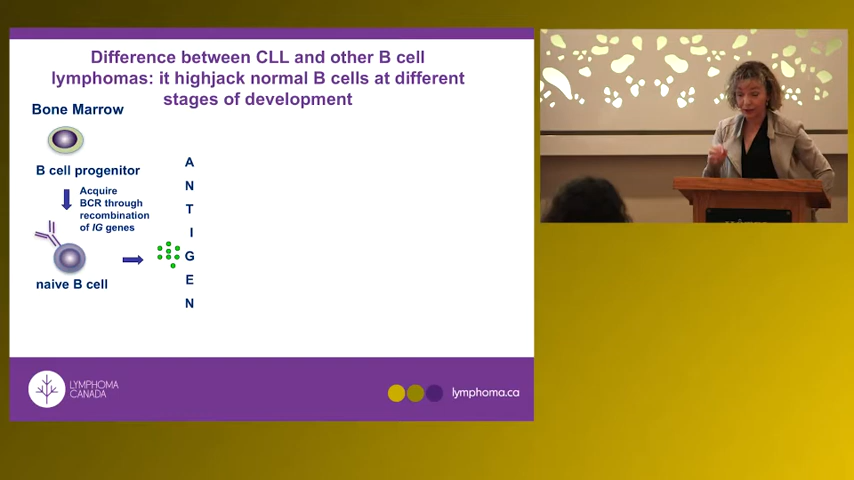 Difference between CLL and other B cell
lymphomas: it highjack normal B cells at different
stages of development
Bone Marrow
B cell progenitor
Acquire
BCR through
recombination
of IG genes
naive B cell
A
N
T
I
G
E
N
LYMPHOMA
CANADA
lymphoma.ca